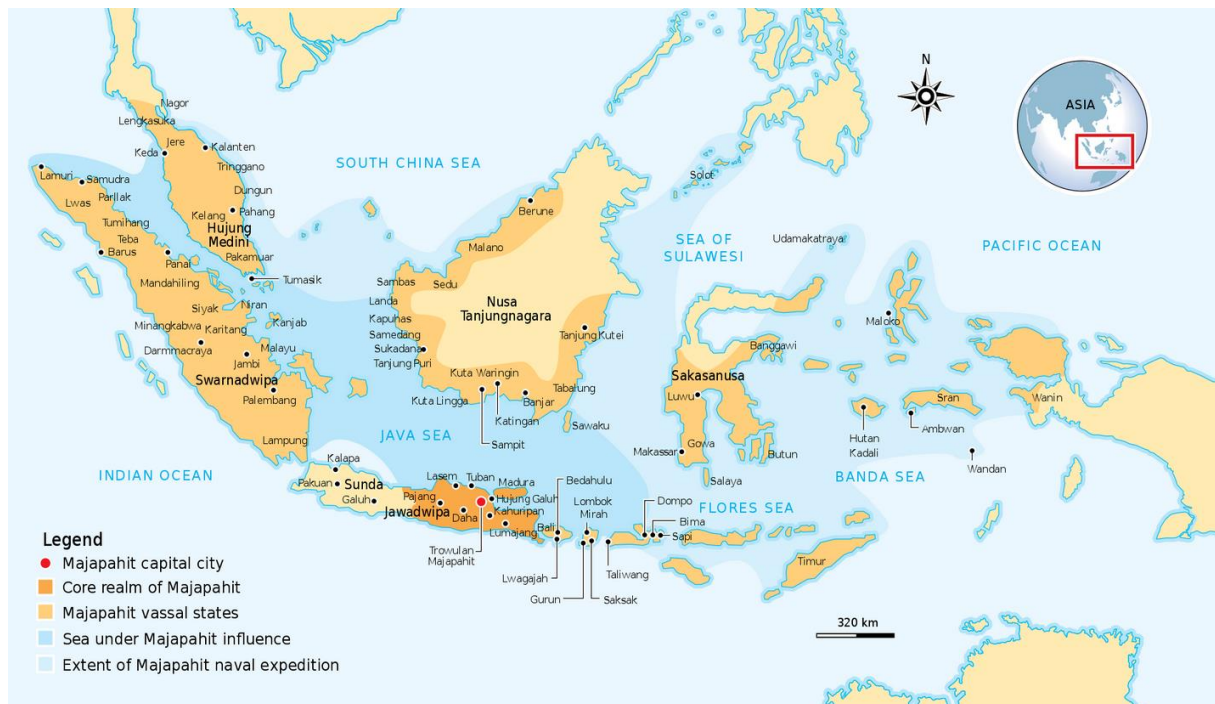 N
ASIA
Nagor
Lengkasuka
Jere
Keda
Kalanten
Tringgano
Dungun
Kelang
Pahang
Hujung
Medini
Pakamuar
Tumasik
SOUTH CHINA SEA
Lamuri
Samudra
Lwas
Parllak
Tumihang
Teba
Barus
Panai
Mandahiling
Siyak
Niran
Kanjab
Minangkabwa
Karitang
Malayu
Darmmacraya
Jambi
Swarnadwipa
Palembang
Lampung
Solot
Berune
Malano
Sambas
Sedu
Landa
Kapuhas
Samedang
Sukadana
Tanjung Puri
Nusa
Tanjungnagara
Tanjung Kutei
Kuta Waringin
Kuta Lingga
Tabalung
Banjar
Katingan
Sampit
Sawaku
SEA OF
SULAWESI
Udamakatraya
PACIFIC OCEAN
Maloko
Banggawi
Sakasanusa
Luwu
Makassar
Gowa
Butun
Salaya
Hutan
Kadali
Sran
Ambwan
Wanin
Wandan
BANDA SEA
JAVA SEA
INDIAN OCEAN
FLORES SEA
Kalapa
Pakuan
Sunda
Galuh
Lasem
Tuban
Madura
Pajang
Hujung Galuh
Jawadwipa
Daha
Kahuripan
Lumajang
Bali
Trowulan
Majapahit
Bedahulu
Lombok
Mirah
Lwagajah
Gurun
Saksak
Taliwang
Dompo
Bima
Sapi
Timur
320 km
Legend
Majapahit capital city
Core realm of Majapahit
Majapahit vassal states
Sea under Majapahit influence
Extent of Majapahit naval expedition